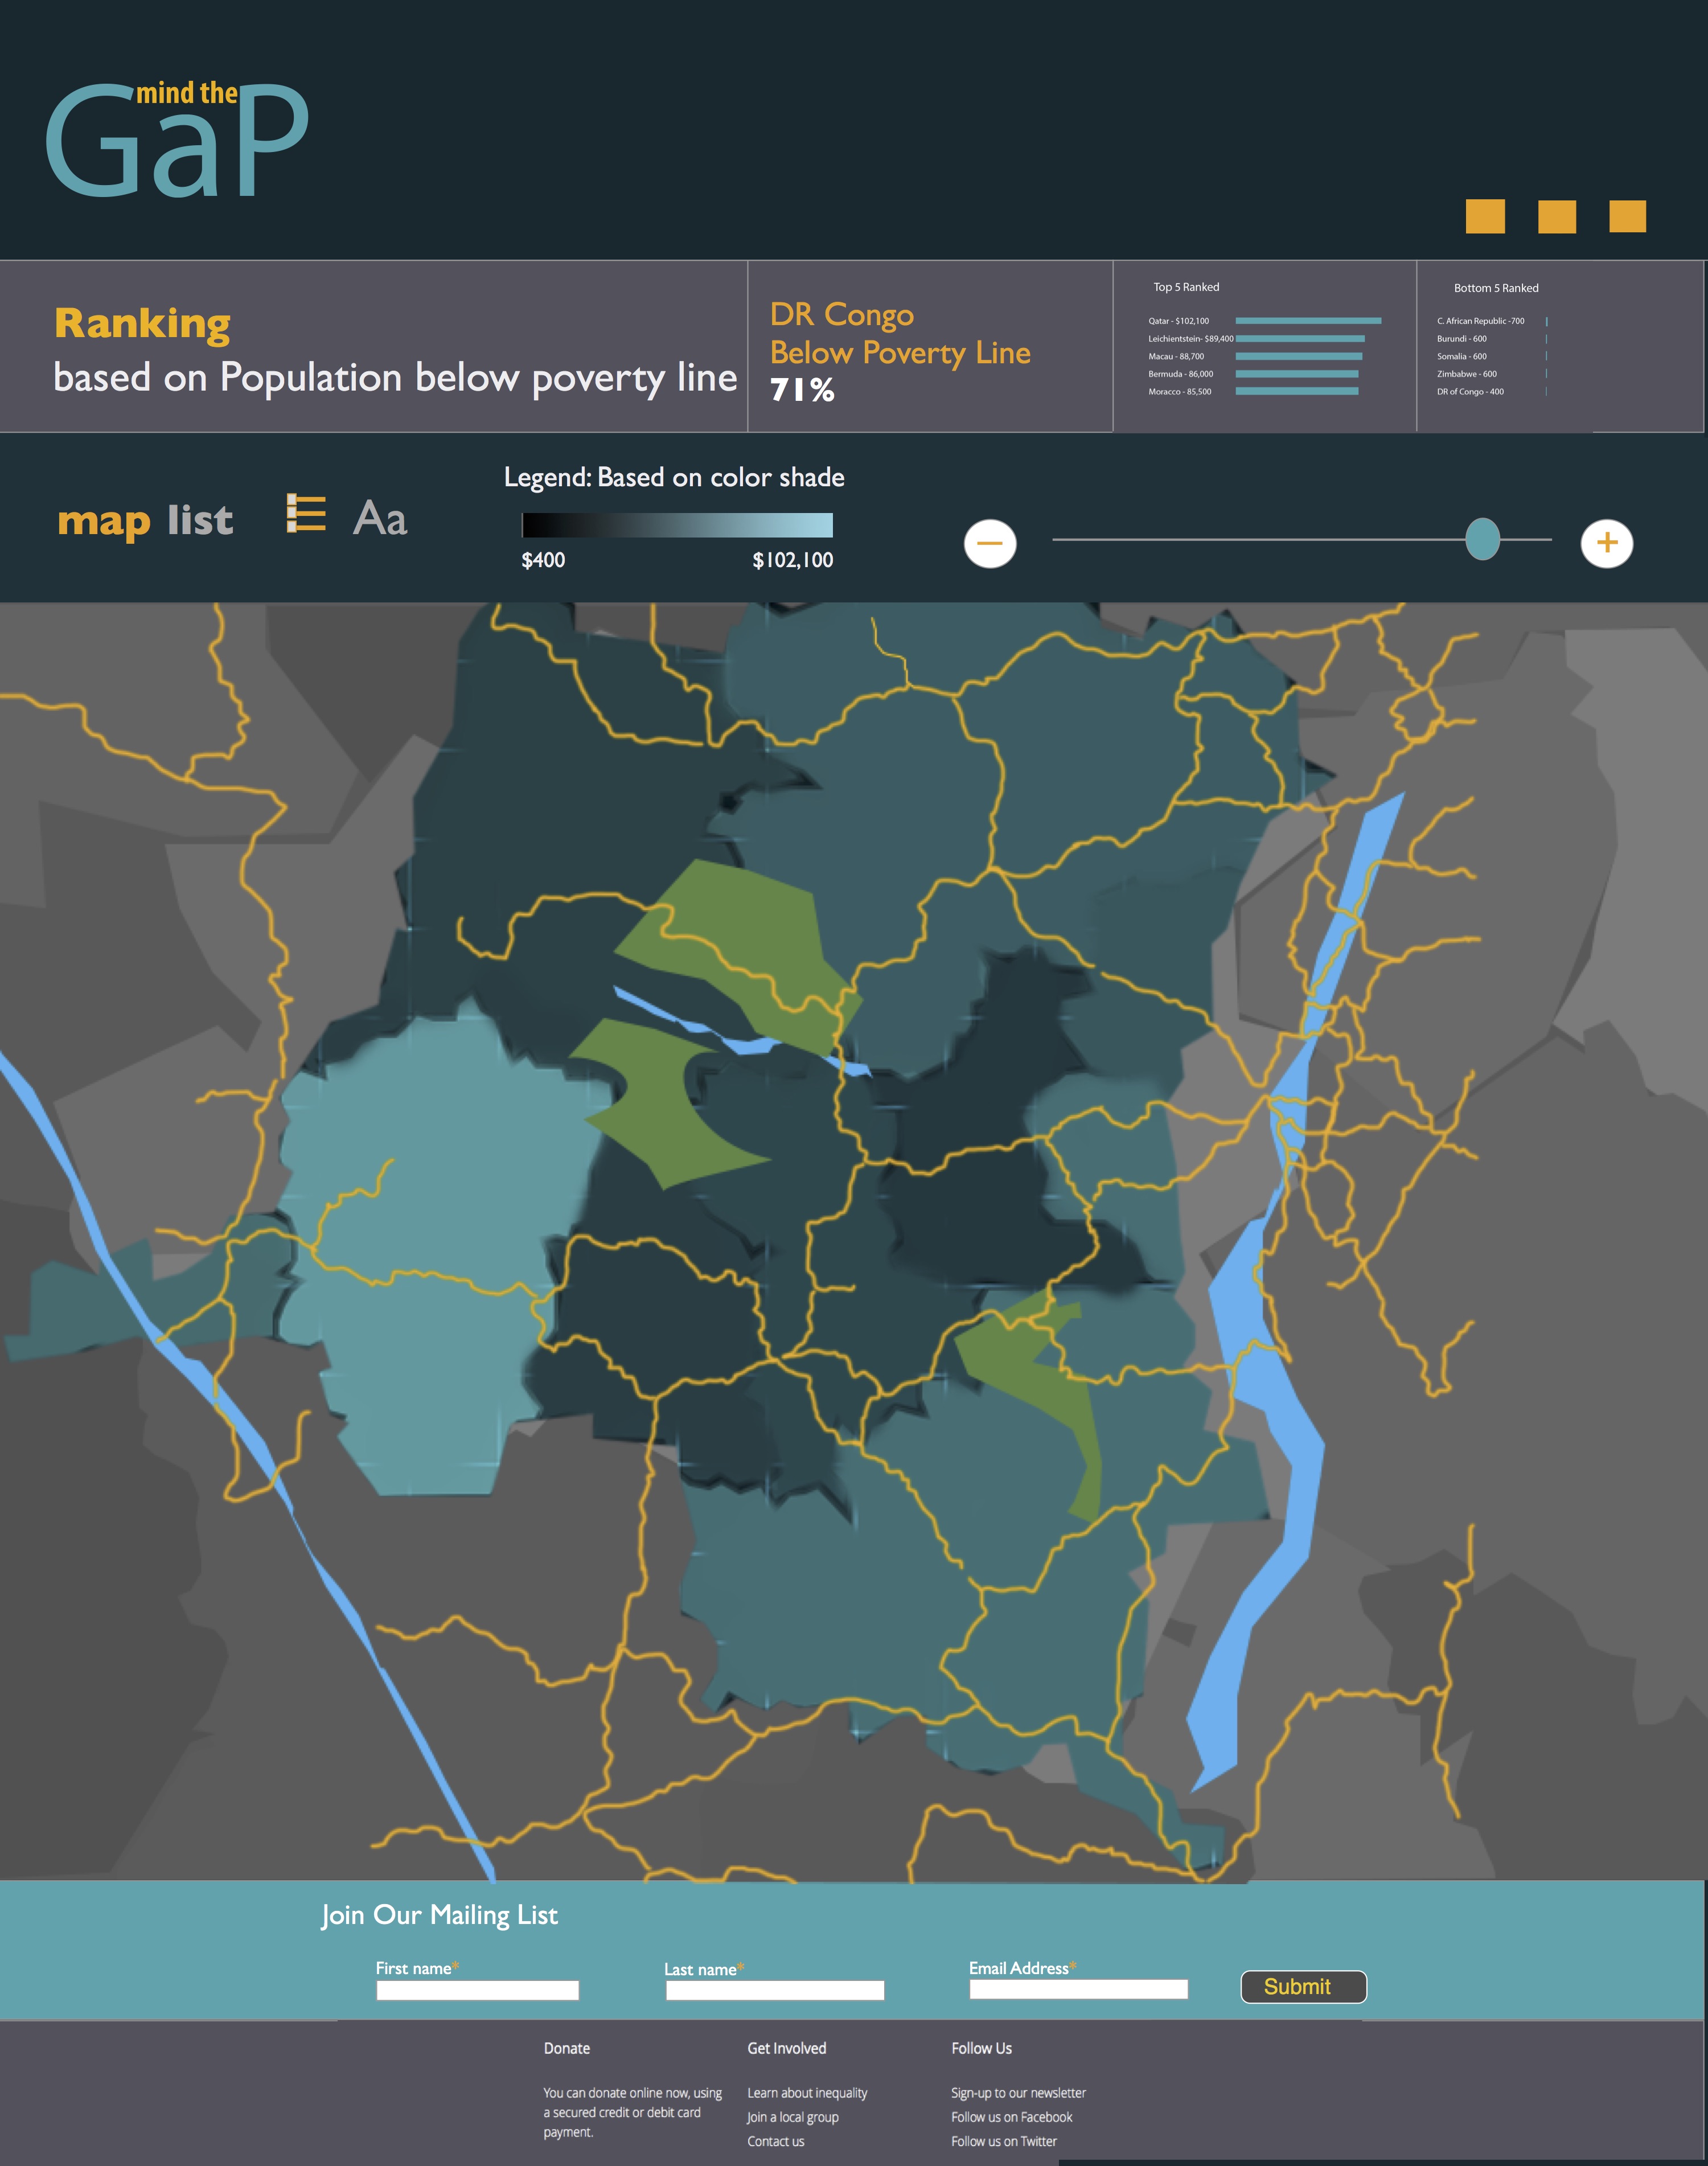 mind the
GaP
Ranking
based on Population below poverty line
DR Congo
Below Poverty Line
71%
Top 5 Ranked
Qatar - $102,100
Leichientstein- $89,400
Macau - 88,700
Bermuda - 86,000
Moracco - 85,500
Bottom 5 Ranked
C. African Republic -700
Burundi - 600
Somalia - 600
Zimbabwe - 600
DR of Congo - 400
map list
Aa
Legend: Based on color shade
$400 $102,100
Join Our Mailing List
First name*
Last name*
Email Address*
Submit
Donate
You can donate online now, using
a secured credit or debit card
payment.
Get Involved
Learn about inequality
Join a local group
Contact us
Follow Us
Sign-up to our newsletter
Follow us on Facebook
Follow us on Twitter